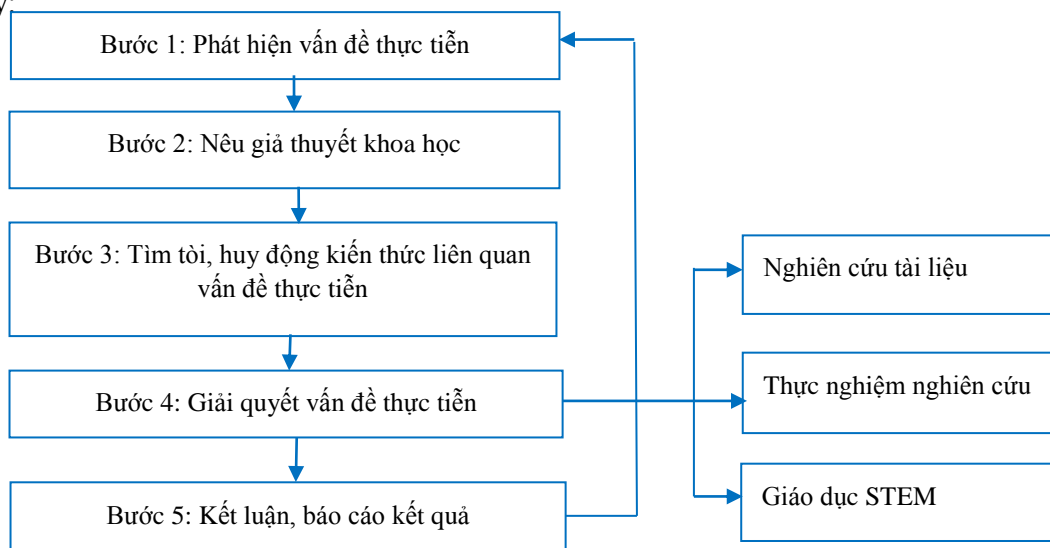 y:
Bước 1: Phát hiện vấn đề thực tiễn
Bước 2: Nêu giả thuyết khoa học
Bước 3: Tìm tòi, huy động kiến thức liên quan
vấn đề thực tiễn
Nghiên cứu tài liệu
Bước 4: Giải quyết vấn đề thực tiễn
Thực nghiệm nghiên cứu
Bước 5: Kết luận, báo cáo kết quả
Giáo dục STEM